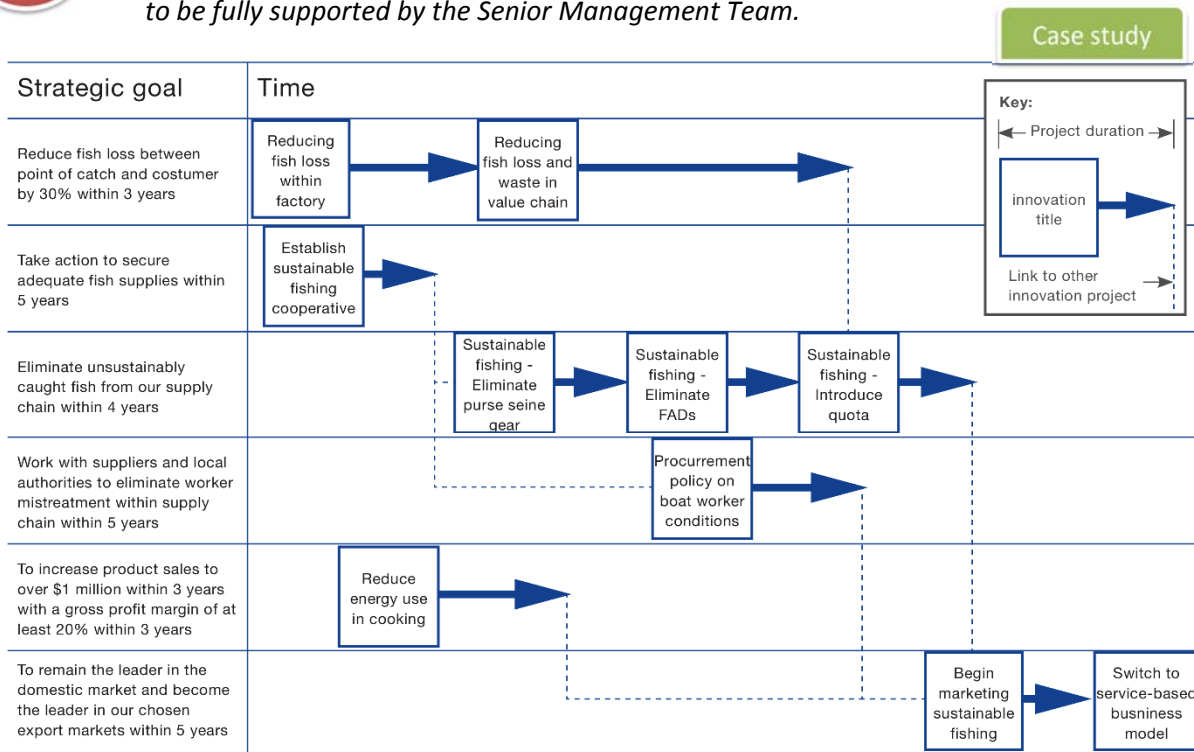 to be fully supported by the Senior Management Team.
Case study
Strategic goal
Time
Key:
Project duration
innovation
title
Link to other
innovation project
Reduce fish loss between
point of catch and costumer
by 30% within 3 years
Reducing
fish loss
within
factory
Reducing
fish loss and
waste in
value chain
Take action to secure
adequate fish supplies within
5 years
Establish
sustainable
fishing
cooperative
Eliminate unsustainably
caught fish from our supply
chain within 4 years
Sustainable
fishing -
Eliminate
purse seine
gear
Sustainable
fishing -
Eliminate
FADs
Sustainable
fishing -
Introduce
quota
Work with suppliers and local
authorities to eliminate worker
mistreatment within supply
chain within 5 years
Procurrement
policy on
boat worker
conditions
To increase product sales to
over $1 million within 3 years
with a gross profit margin of at
least 20% within 3 years
Reduce
energy use
in cooking
To remain the leader in the
domestic market and become
the leader in our chosen
export markets within 5 years
Begin
marketing
sustainable
fishing
Switch to
service-based
busniness
model